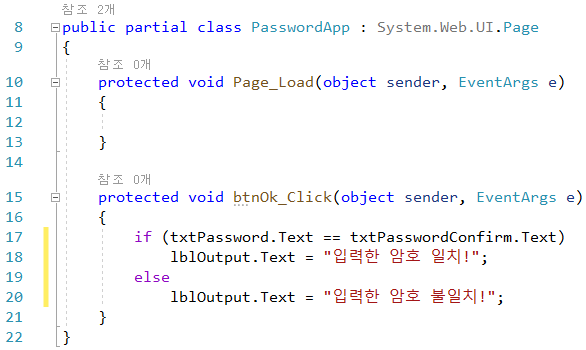 참조 2개
8 public partial class PasswordApp : System.Web.UI.Page
9 {
참조 0개
10 protected void Page_Load(object sender, EventArgs e)
11 {
12
13 }
14
참조 0개
15 protected void btnOk_Click(object sender, EventArgs e)
16 {
17 if (txtPassword.Text == txtPasswordConfirm.Text)
18 lblOutput.Text = "입력한 암호 일치!";
19 else
20 lblOutput.Text = "입력한 암호 불일치!";
21 }
22 }